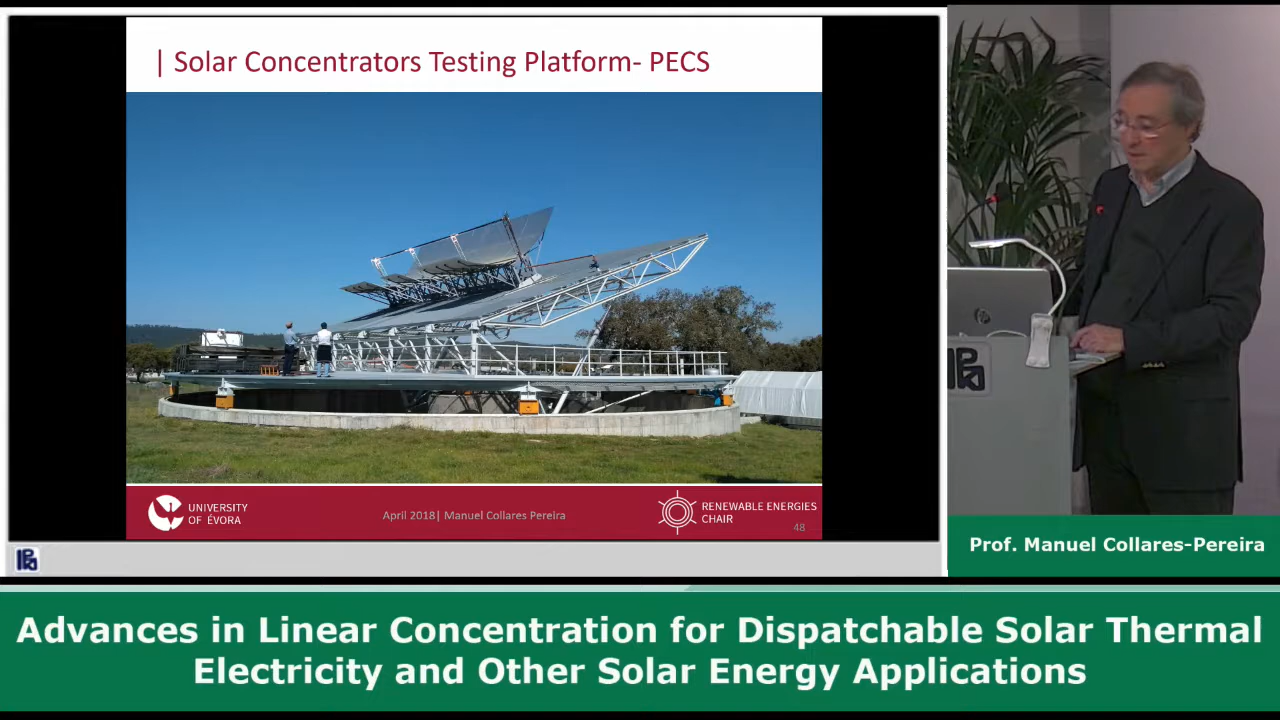 | Solar Concentrators Testing Platform- PECS
UNIVERSITY
OF ÉVORA
April 2018| Manuel Collares Pereira
RENEWABLE ENERGIES
CHAIR
48
Prof. Manuel Collares-Pereira
Advances in Linear Concentration for Dispatchable Solar Thermal
Electricity and Other Solar Energy Applications